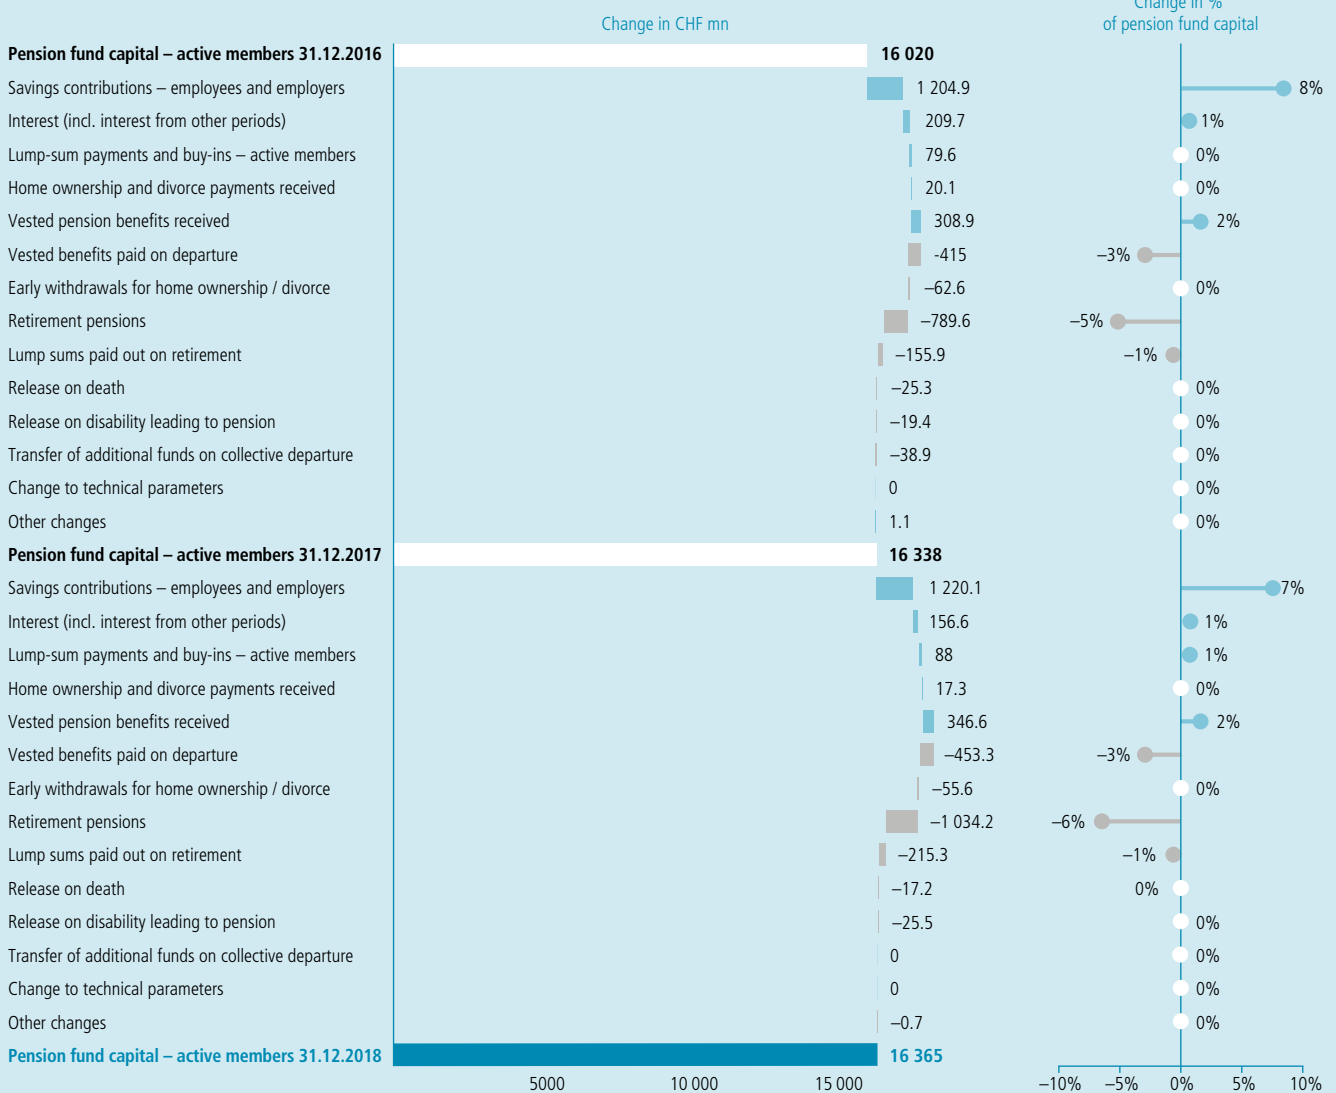 Change in %
Change in CHF mn of pension fund capital
Pension fund capital – active members 31.12.2016 16 020
Savings contributions – employees and employers 1 204.9 8%
Interest (incl. interest from other periods) 209.7 1%
Lump-sum payments and buy-ins – active members 79.6 0%
Home ownership and divorce payments received 20.1 0%
Vested pension benefits received 308.9 2%
Vested benefits paid on departure -415 –3%
Early withdrawals for home ownership / divorce –62.6 0%
Retirement pensions –789.6 –5%
Lump sums paid out on retirement –155.9 –1%
Release on death –25.3 0%
Release on disability leading to pension –19.4 0%
Transfer of additional funds on collective departure –38.9 0%
Change to technical parameters 0 0%
Other changes 1.1 0%
Pension fund capital – active members 31.12.2017 16 338
Savings contributions – employees and employers 1 220.1 7%
Interest (incl. interest from other periods) 156.6 1%
Lump-sum payments and buy-ins – active members 88 1%
Home ownership and divorce payments received 17.3 0%
Vested pension benefits received 346.6 2%
Vested benefits paid on departure –453.3 –3%
Early withdrawals for home ownership / divorce –55.6 0%
Retirement pensions –1 034.2 –6%
Lump sums paid out on retirement –215.3 –1%
Release on death –17.2 0%
Release on disability leading to pension –25.5 0%
Transfer of additional funds on collective departure 0 0%
Change to technical parameters 0 0%
Other changes –0.7 0%
Pension fund capital – active members 31.12.2018 16 365
5000 10 000 15 000 –10% –5% 0% 5% 10%